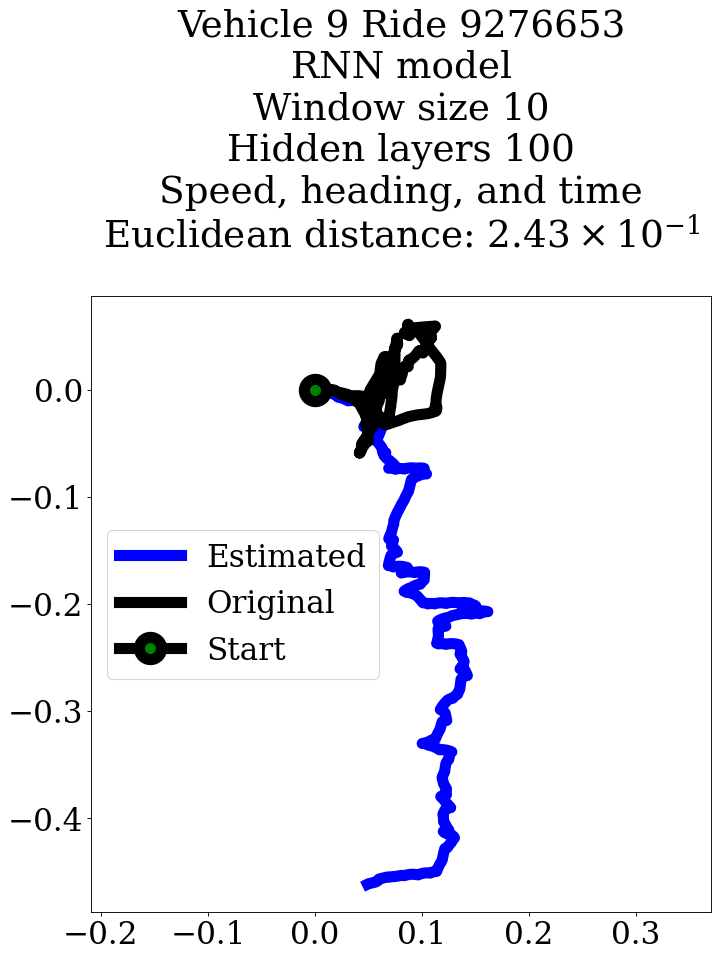 Vehicle 9 Ride 9276653
RNN model
Window size 10
Hidden layers 100
Speed, heading, and time
Euclidean distance: 2.43 × 10⁻¹
0.0
−0.1
−0.2
−0.3
−0.4
Estimated
Original
Start
−0.2 −0.1 0.0 0.1 0.2 0.3